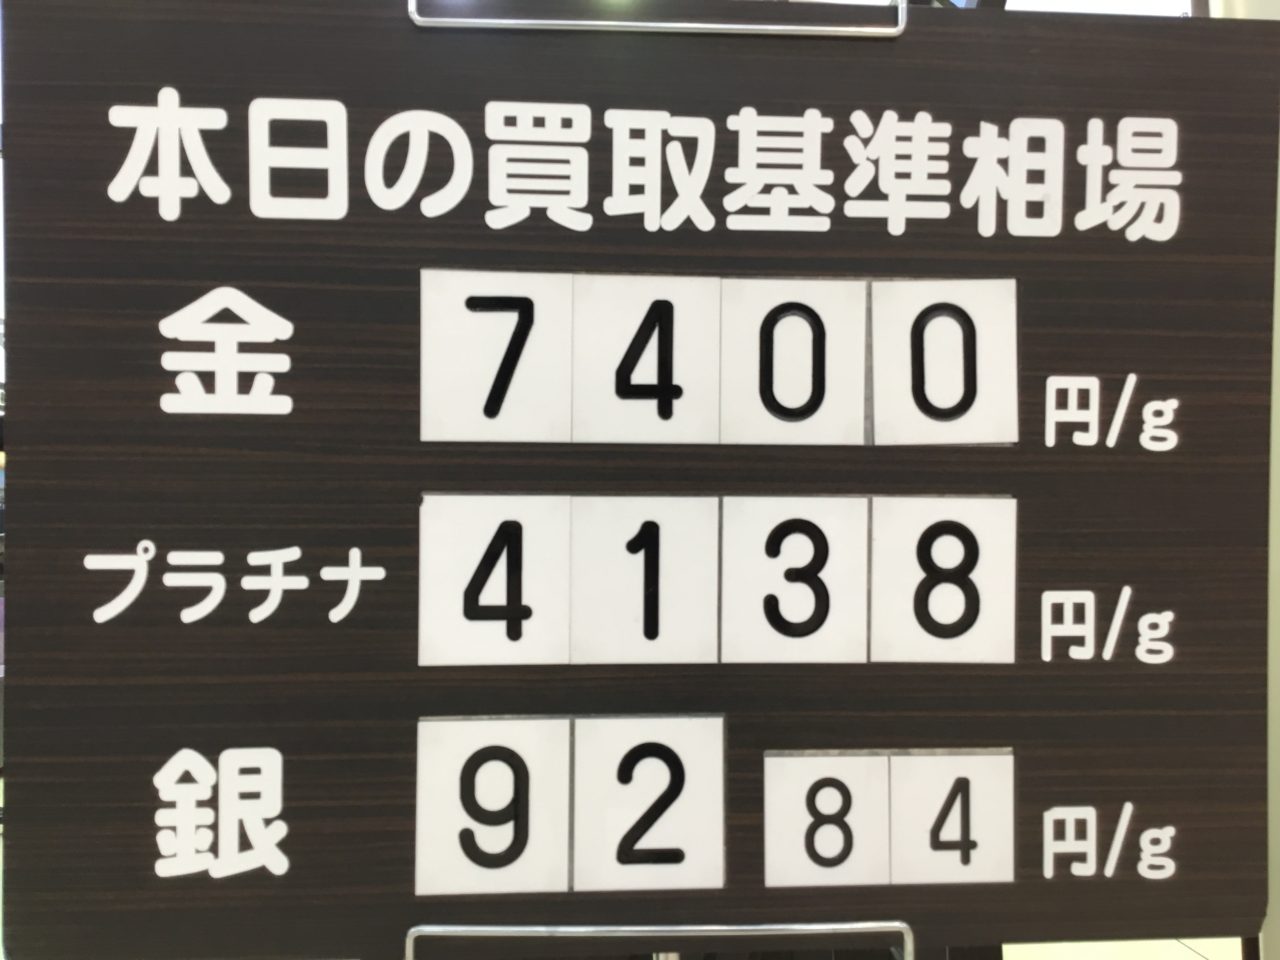 本日の買取基準相場
金 7400 円/g
プラチナ 4138 円/g
銀 92 84 円/g